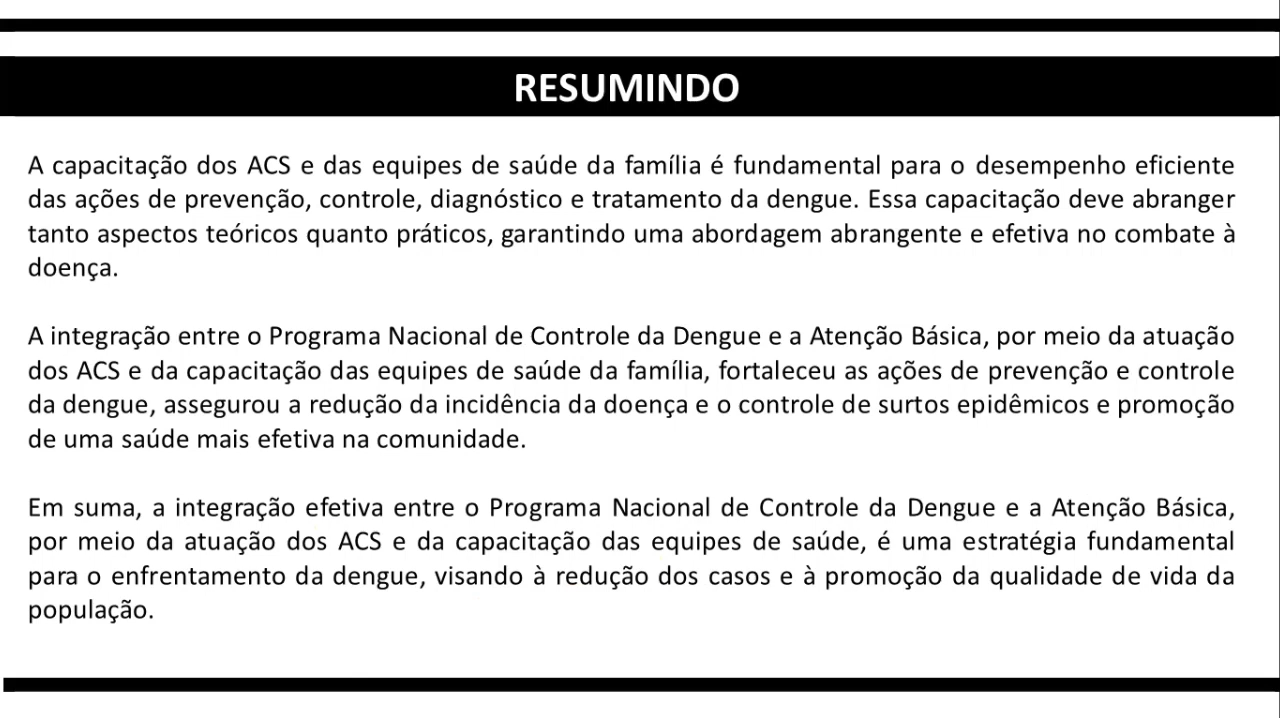 RESUMINDO
A capacitação dos ACS e das equipes de saúde da família é fundamental para o desempenho eficiente
das ações de prevenção, controle, diagnóstico e tratamento da dengue. Essa capacitação deve abranger
tanto aspectos teóricos quanto práticos, garantindo uma abordagem abrangente e efetiva no combate à
doença.
A integração entre o Programa Nacional de Controle da Dengue e a Atenção Básica, por meio da atuação
dos ACS e da capacitação das equipes de saúde da família, fortaleceu as ações de prevenção e controle
da dengue, assegurou a redução da incidência da doença e o controle de surtos epidêmicos e promoção
de uma saúde mais efetiva na comunidade.
Em suma, a integração efetiva entre o Programa Nacional de Controle da Dengue e a Atenção Básica,
por meio da atuação dos ACS e da capacitação das equipes de saúde, é uma estratégia fundamental
para o enfrentamento da dengue, visando à redução dos casos e à promoção da qualidade de vida da
população.